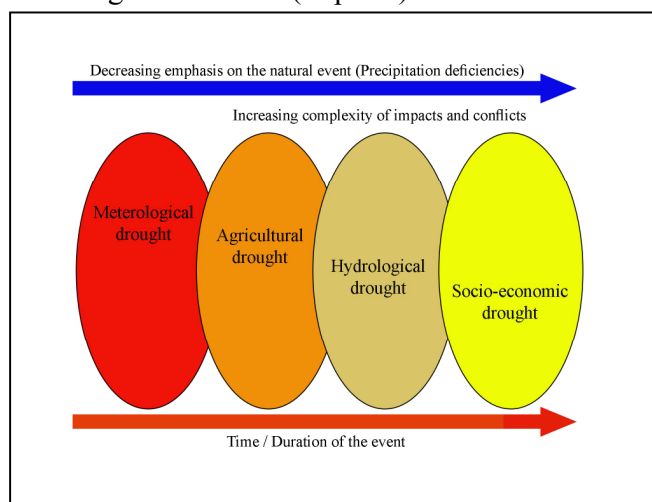 Decreasing emphasis on the natural event (Precipitation deficiencies)
Increasing complexity of impacts and conflicts
Meterological
drought
Agricultural
drought
Hydrological
drought
Socio-economic
drought
Time / Duration of the event